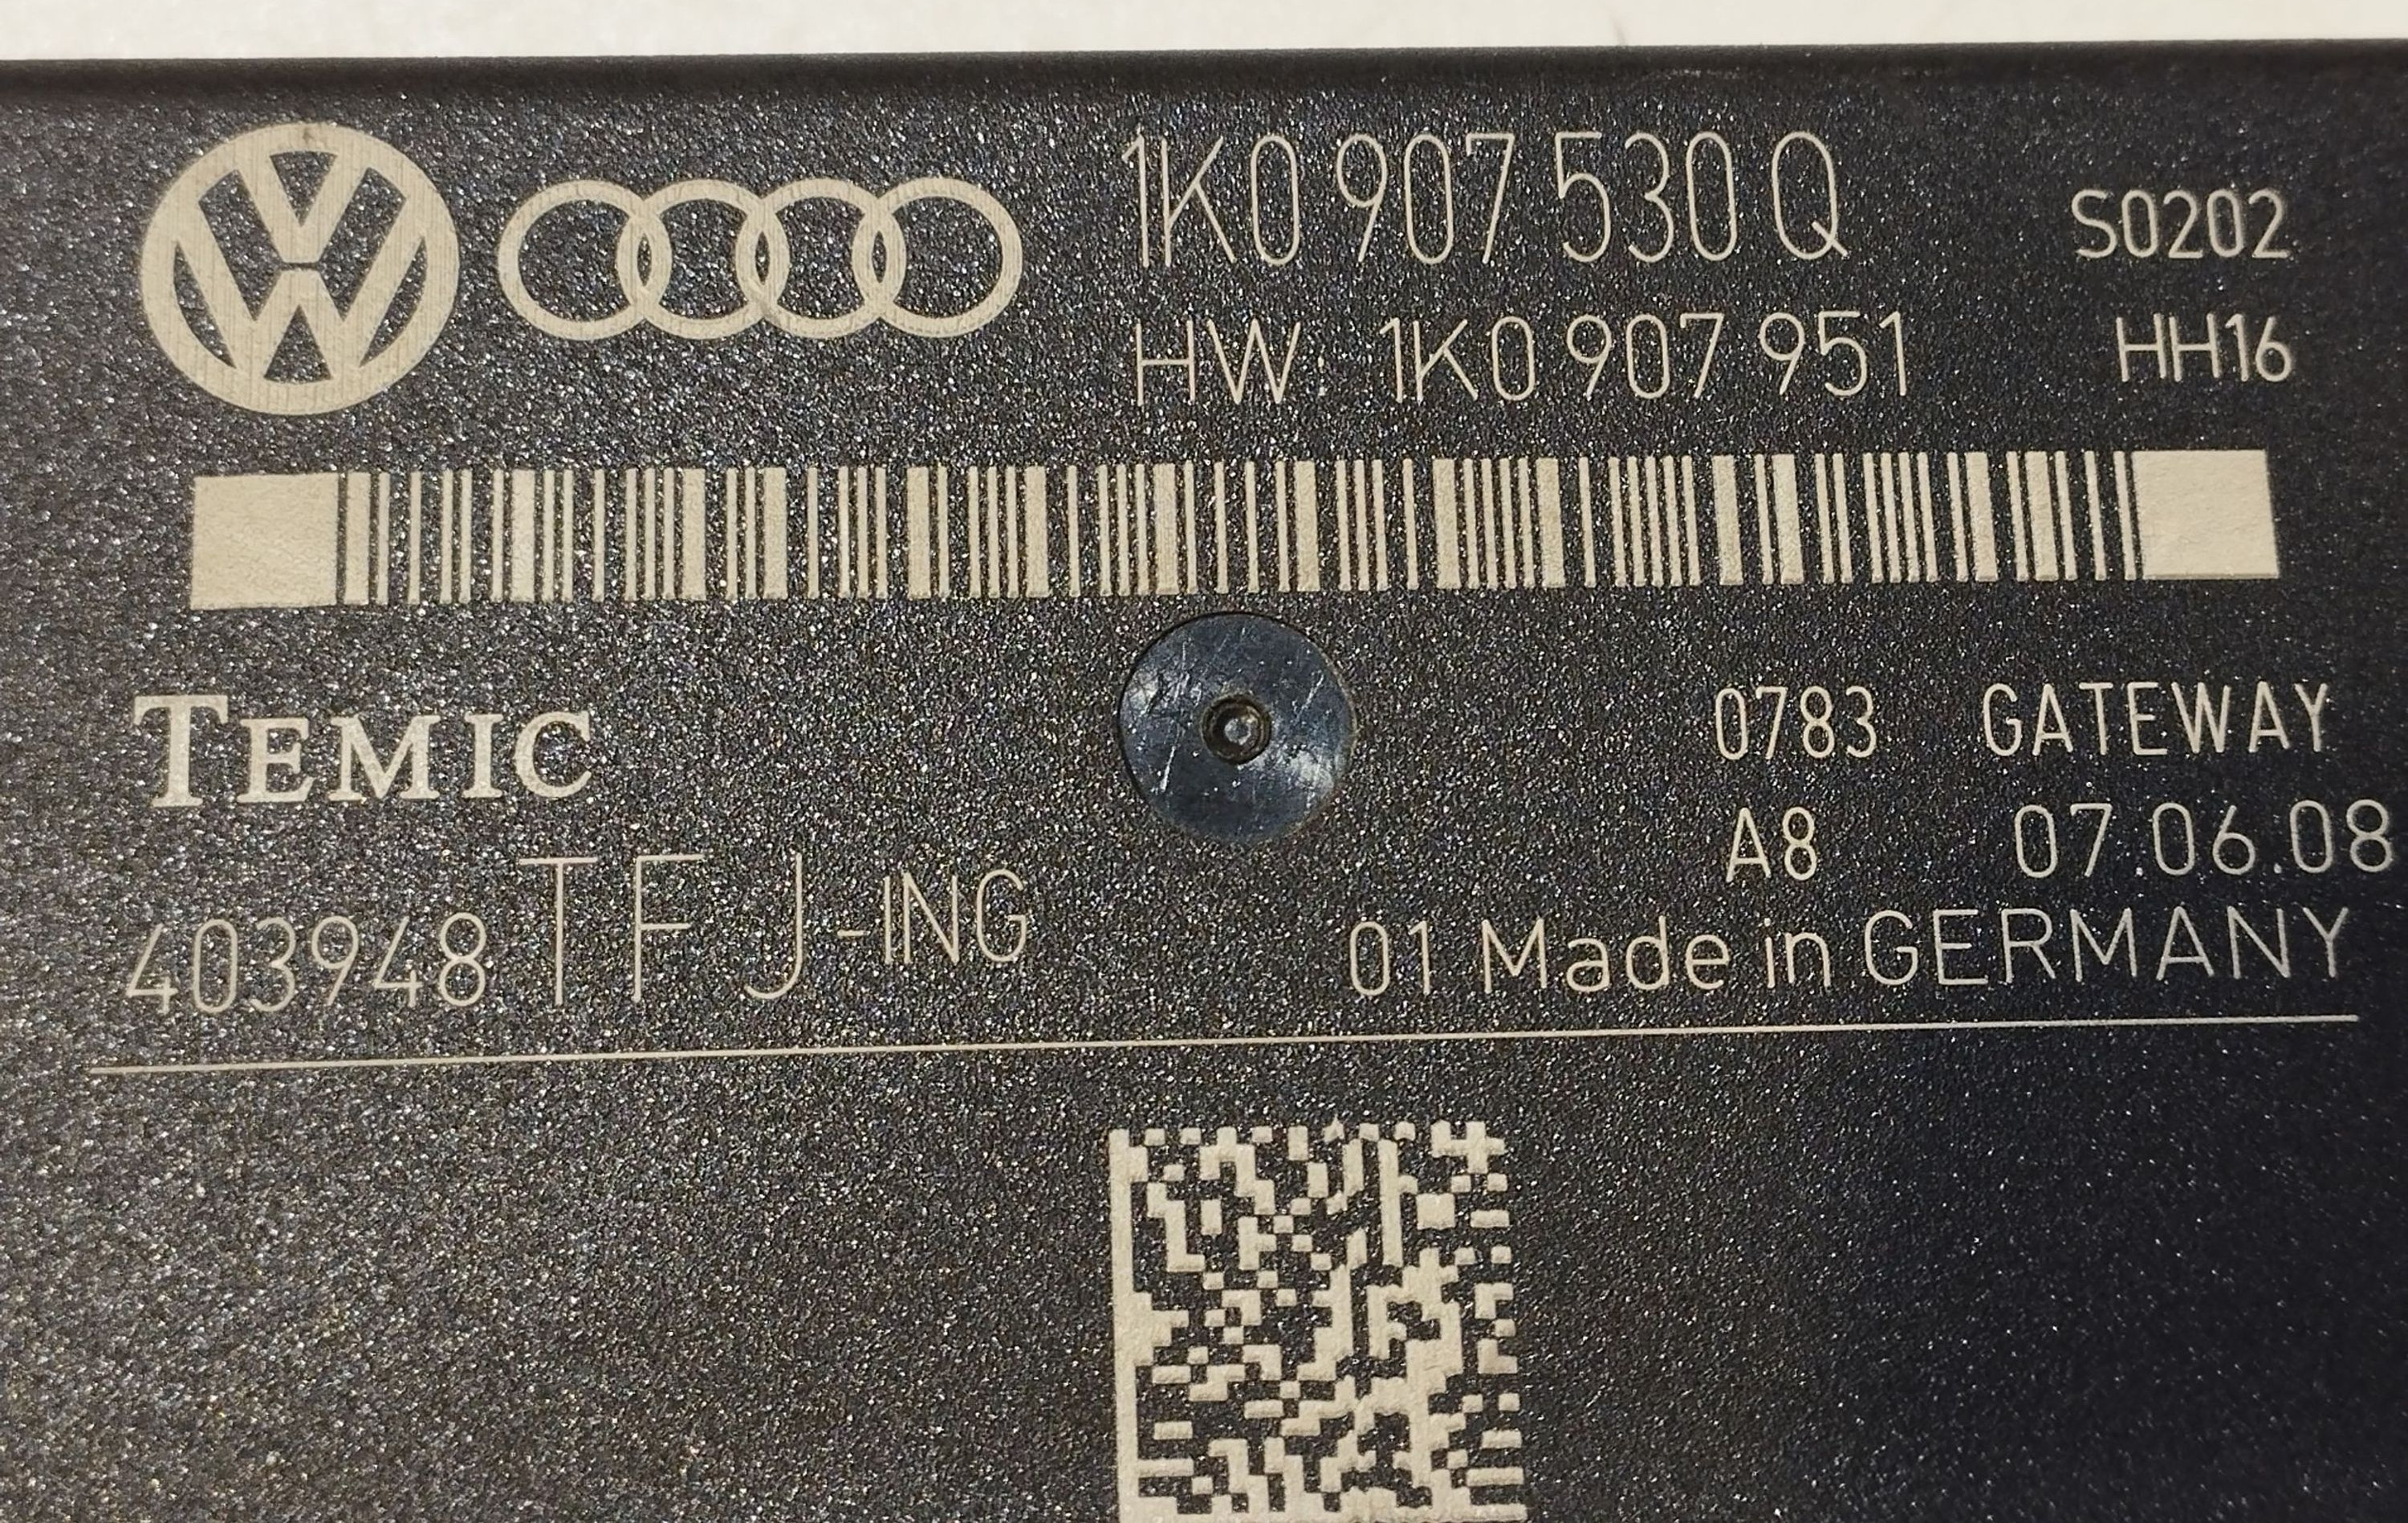 1K0 907 530 Q S0202
HW: 1K0 907 951 HH16
TEMIC 0783 GATEWAY
A8 07.06.08
403948 TFJ-ING 01 Made in GERMANY